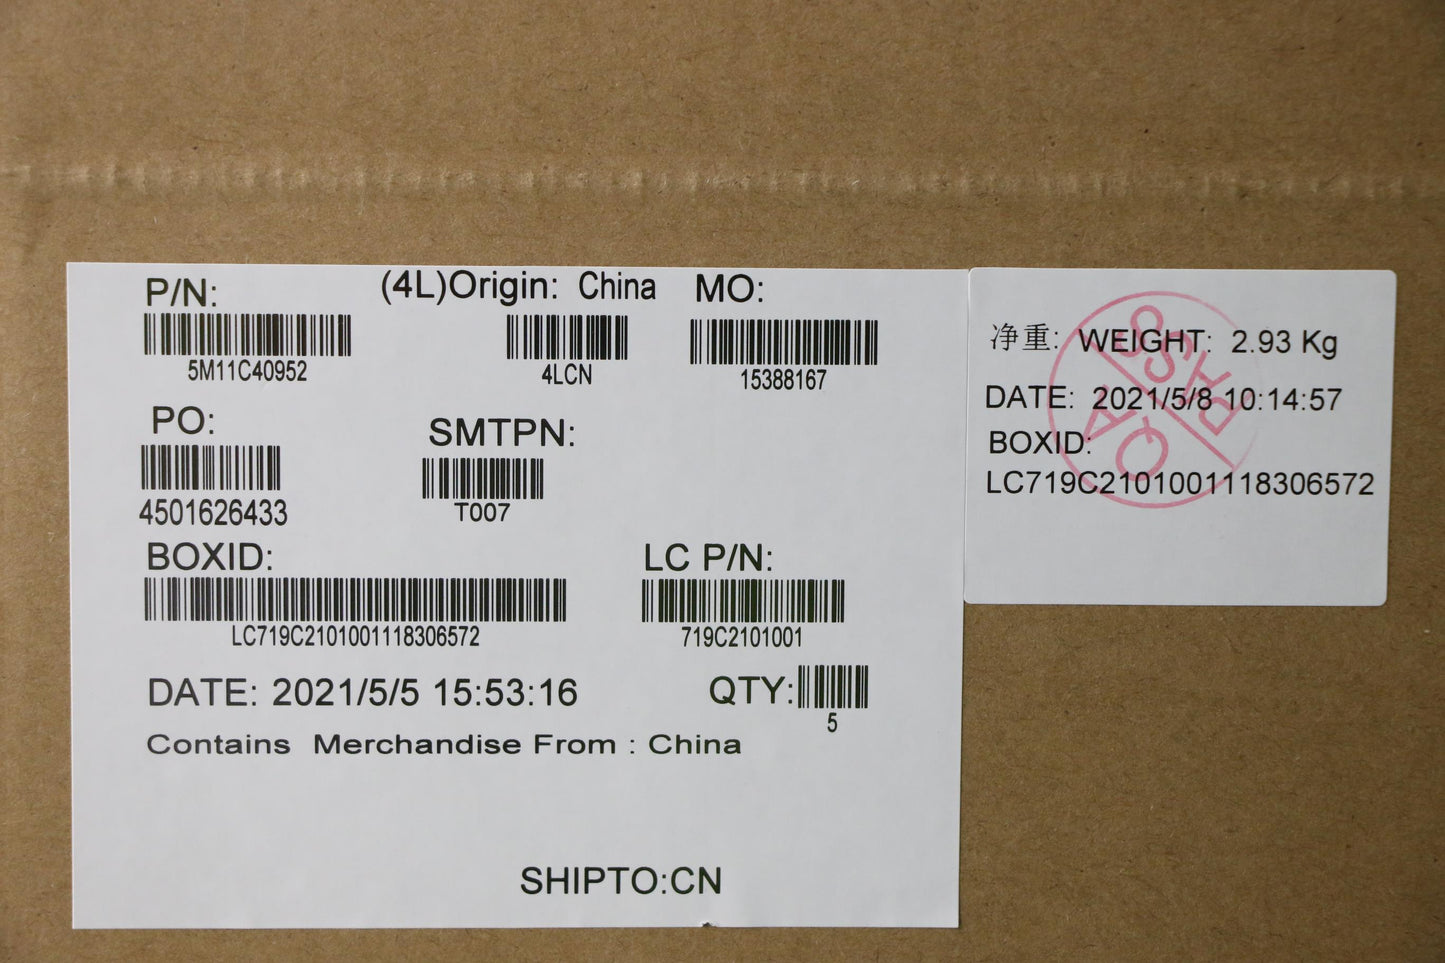 P/N:
(4L)Origin: China
MO:
5M11C40952
4LCN
15388167
PO:
SMTPN:
4501626433
T007
BOXID:
LC P/N:
LC719C2101001118306572
719C2101001
DATE: 2021/5/5 15:53:16
QTY:
5
Contains Merchandise From : China
SHIPTO:CN
净重: WEIGHT: 2.93 Kg
DATE: 2021/5/8 10:14:57
BOXID:
LC719C2101001118306572
QA
PASS